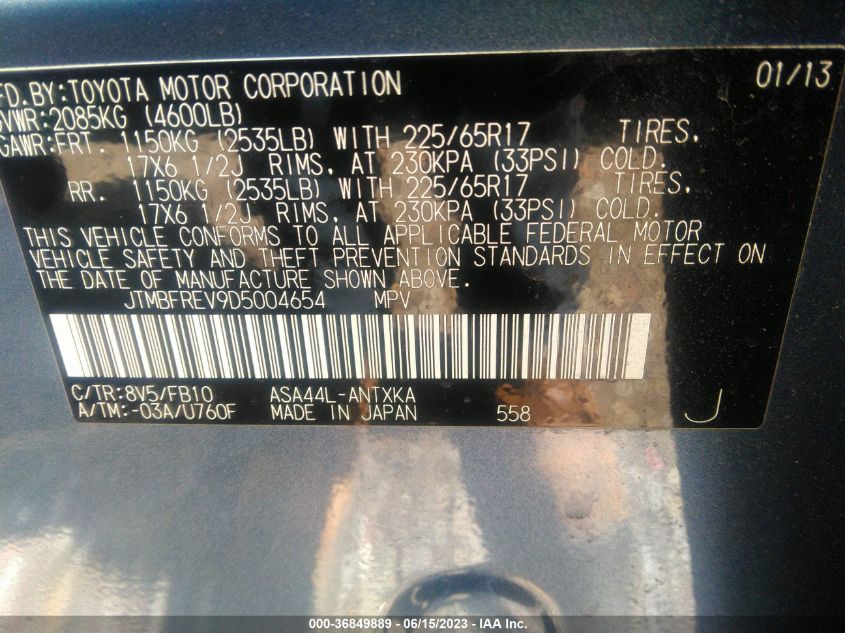 FD.BY:TOYOTA MOTOR CORPORATION 01/13
VWR:2085KG (4600LB)
GAWR:FRT. 1150KG (2535LB) WITH 225/65R17 TIRES,
17X6 1/2J RIMS, AT 230KPA (33PSI) COLD.
RR. 1150KG (2535LB) WITH 225/65R17 TIRES,
17X6 1/2J RIMS, AT 230KPA (33PSI) COLD.
THIS VEHICLE CONFORMS TO ALL APPLICABLE FEDERAL MOTOR
VEHICLE SAFETY AND THEFT PREVENTION STANDARDS IN EFFECT ON
THE DATE OF MANUFACTURE SHOWN ABOVE.
JTMBFREV9D5004654 MPV
C/TR:8V5/FB10 ASA44L-ANTXKA
A/TM:-03A/U760F MADE IN JAPAN 558 J
000-36849889 - 06/15/2023 - IAA Inc.